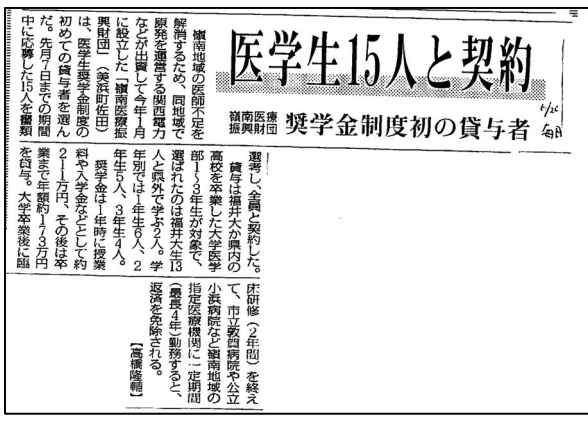 医学生15人と契約
嶺南医療
振興財団
奨学金制度初の貸与者
嶺南地域の医師不足を
解消するため、同地域で
原発を運営する関西電力
などが出資して今年1月
に設立した「嶺南医療振
興財団」(美浜町佐田)
は、医学生奨学金制度の
初めての貸与者を選ん
だ。先月7日までの期間
中に応募した15人を書類
選考し、全員と契約した。
貸与は福井大か県内の
高校を卒業した大学医学
部1〜3年生が対象で、
選ばれたのは福井大生13
人と県外で学ぶ2人。学
年別では1年生6人、2
年生5人、3年生4人。
奨学金は1年時に授業
料や入学金などとして約
211万円、その後は卒
業まで年額約173万円
を貸与。大学卒業後に臨
床研修(2年間)を終え
て、市立敦賀病院や公立
小浜病院など嶺南地域の
指定医療機関に一定期間
(最長4年)勤務すると、
返済を免除される。
【高橋隆輔】